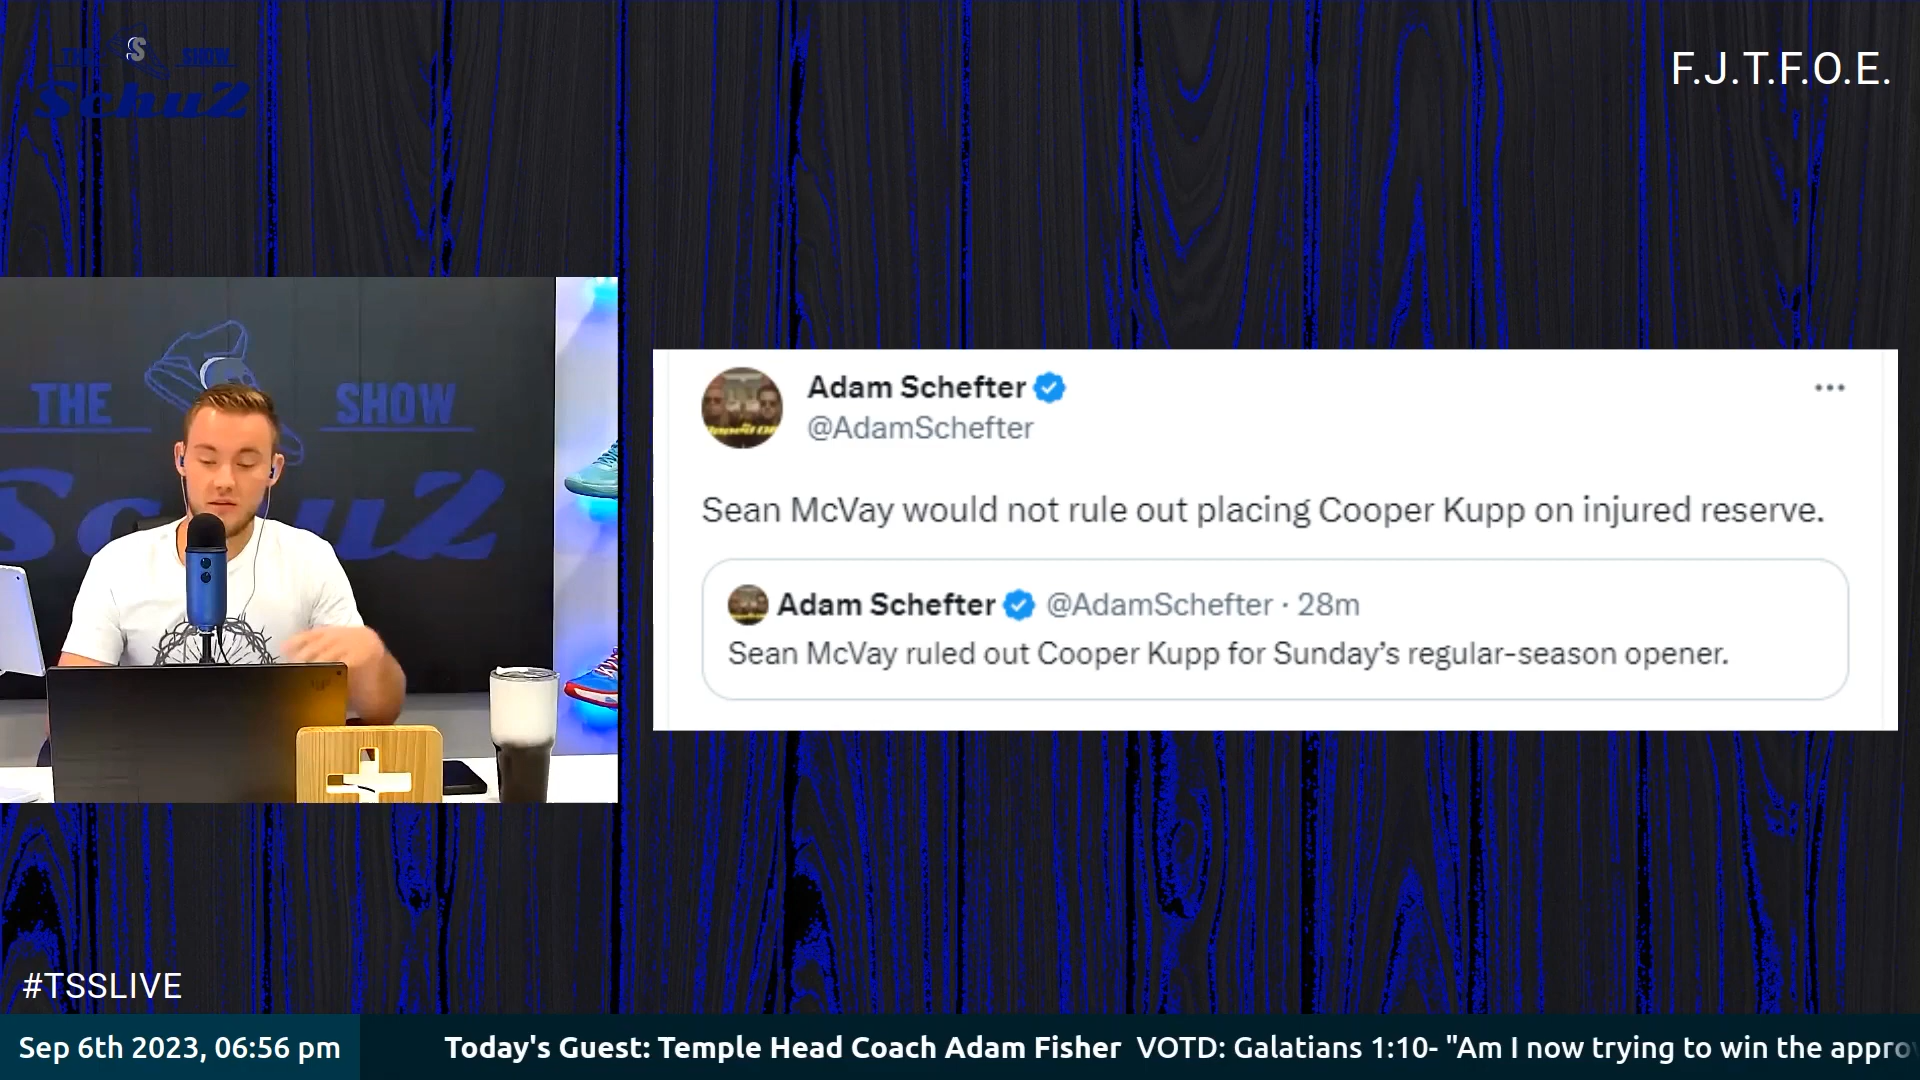 THE S SHOW
SchuZ
F.J.T.F.O.E.
THE SHOW
SchuZ
Adam Schefter
@AdamSchefter
Sean McVay would not rule out placing Cooper Kupp on injured reserve.
Adam Schefter @AdamSchefter · 28m
Sean McVay ruled out Cooper Kupp for Sunday’s regular-season opener.
#TSSLIVE
Sep 6th 2023, 06:56 pm
Today's Guest: Temple Head Coach Adam Fisher VOTD: Galatians 1:10- "Am I now trying to win the appro